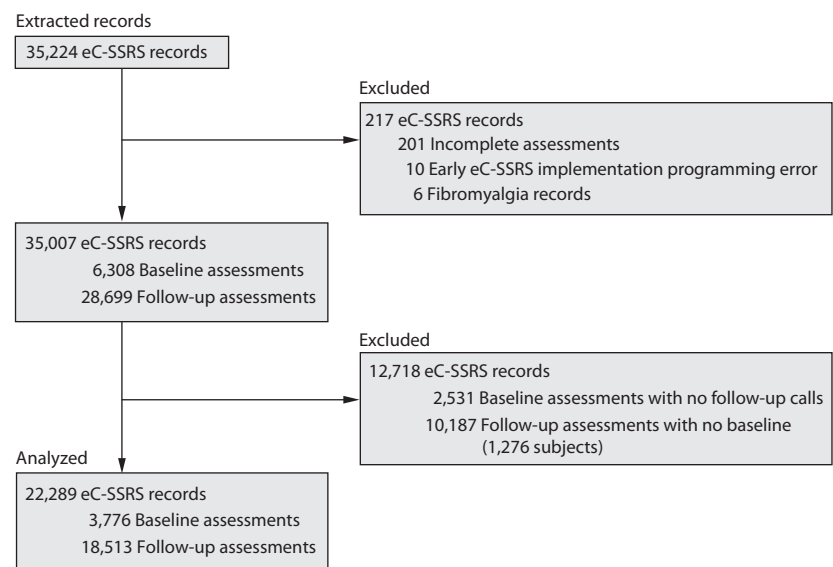 Extracted records
35,224 eC-SSRS records
Excluded
217 eC-SSRS records
201 Incomplete assessments
10 Early eC-SSRS implementation programming error
6 Fibromyalgia records
35,007 eC-SSRS records
6,308 Baseline assessments
28,699 Follow-up assessments
Excluded
12,718 eC-SSRS records
2,531 Baseline assessments with no follow-up calls
10,187 Follow-up assessments with no baseline
(1,276 subjects)
Analyzed
22,289 eC-SSRS records
3,776 Baseline assessments
18,513 Follow-up assessments